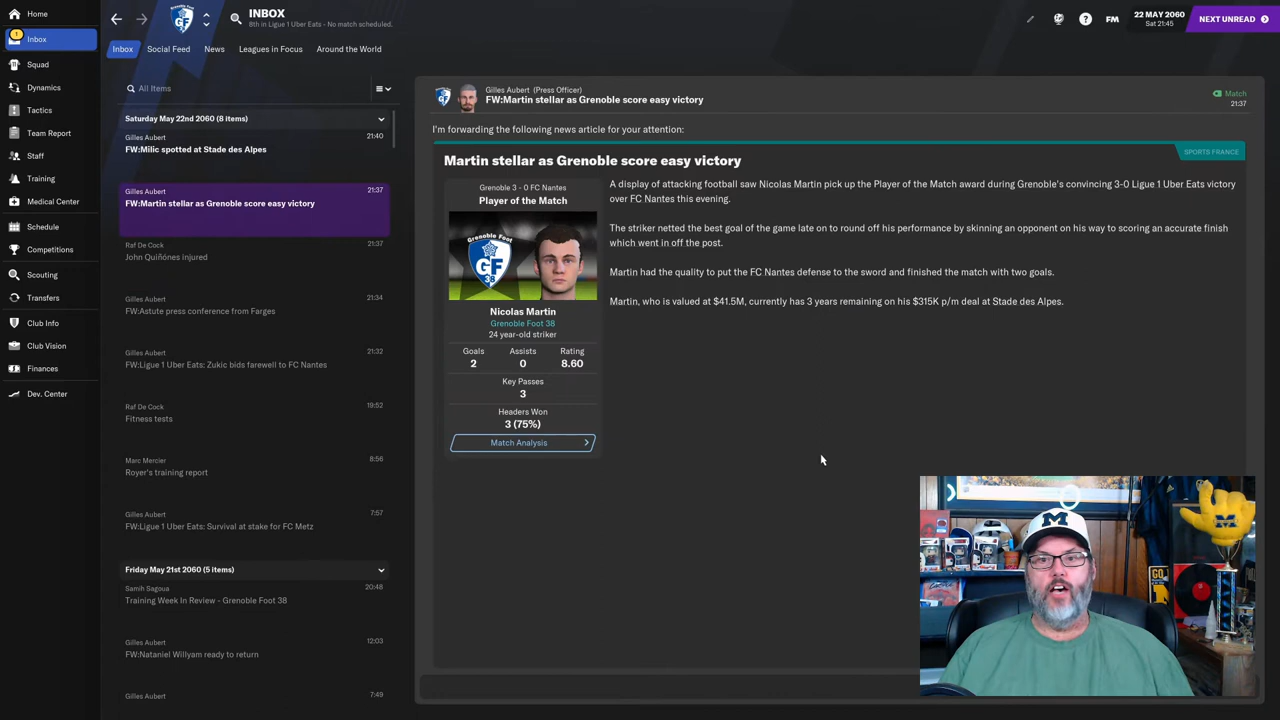 Home
Inbox
Squad
Dynamics
Tactics
Team Report
Staff
Training
Medical Center
Schedule
Competitions
Scouting
Transfers
Club Info
Club Vision
Finances
Dev. Center
INBOX
8th in Ligue 1 Uber Eats - No match scheduled.
FM
22 MAY 2060
Sat 21:45
NEXT UNREAD
Inbox
Social Feed
News
Leagues in Focus
Around the World
All Items
Saturday May 22nd 2060 (8 items)
Gilles Aubert
21:40
FW:Milic spotted at Stade des Alpes
Gilles Aubert
21:37
FW:Martin stellar as Grenoble score easy victory
Raf De Cock
21:37
John Quiñónes injured
Gilles Aubert
21:34
FW:Astute press conference from Farges
Gilles Aubert
21:32
FW:Ligue 1 Uber Eats: Zukic bids farewell to FC Nantes
Raf De Cock
19:52
Fitness tests
Marc Mercier
8:56
Royer's training report
Gilles Aubert
7:57
FW:Ligue 1 Uber Eats: Survival at stake for FC Metz
Friday May 21st 2060 (5 items)
Samih Sagous
20:48
Training Week In Review - Grenoble Foot 38
Gilles Aubert
12:03
FW:Nataniel Willyam ready to return
Gilles Aubert
7:49
Gilles Aubert (Press Officer)
FW:Martin stellar as Grenoble score easy victory
Match
21:37
I'm forwarding the following news article for your attention:
Martin stellar as Grenoble score easy victory
SPORTS FRANCE
Grenoble 3 - 0 FC Nantes
Player of the Match
Grenoble Foot
GF
38
Nicolas Martin
Grenoble Foot 38
24 year-old striker
Goals
Assists
Rating
2
0
8.60
Key Passes
3
Headers Won
3 (75%)
Match Analysis
A display of attacking football saw Nicolas Martin pick up the Player of the Match award during Grenoble's convincing 3-0 Ligue 1 Uber Eats victory
over FC Nantes this evening.
The striker netted the best goal of the game late on to round off his performance by skinning an opponent on his way to scoring an accurate finish
which went in off the post.
Martin had the quality to put the FC Nantes defense to the sword and finished the match with two goals.
Martin, who is valued at $41.5M, currently has 3 years remaining on his $315K p/m deal at Stade des Alpes.
M